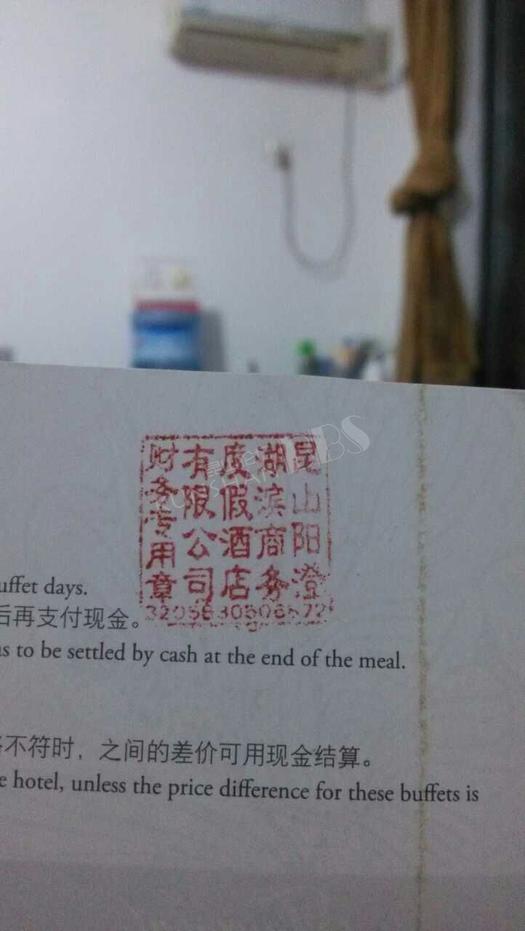 昆山阳澄
湖滨商务
度假酒店
有限公司
财务专用章
uffet days.
后再支付现金。
as to be settled by cash at the end of the meal.
不符时，之间的差价可用现金结算。
e hotel, unless the price difference for these buffets is